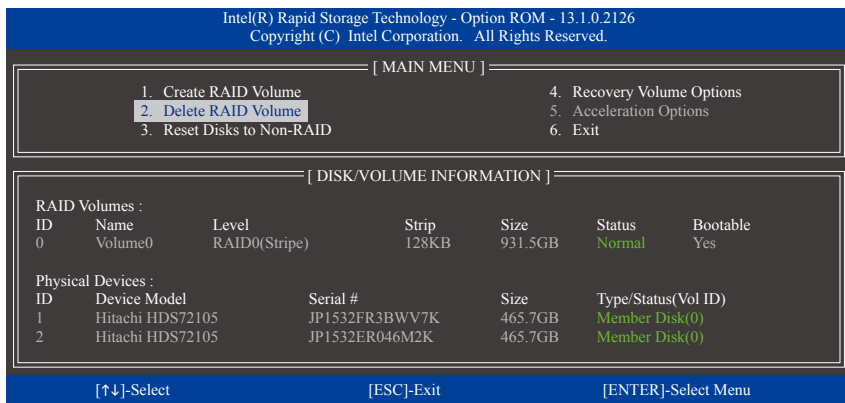 Intel(R) Rapid Storage Technology - Option ROM - 13.1.0.2126
Copyright (C) Intel Corporation. All Rights Reserved.
[ MAIN MENU ]
1. Create RAID Volume 4. Recovery Volume Options
2. Delete RAID Volume 5. Acceleration Options
3. Reset Disks to Non-RAID 6. Exit
[ DISK/VOLUME INFORMATION ]
RAID Volumes :
ID Name Level Strip Size Status Bootable
0 Volume0 RAID0(Stripe) 128KB 931.5GB Normal Yes
Physical Devices :
ID Device Model Serial # Size Type/Status(Vol ID)
1 Hitachi HDS72105 JP1532FR3BWV7K 465.7GB Member Disk(0)
2 Hitachi HDS72105 JP1532ER046M2K 465.7GB Member Disk(0)
[↑↓]-Select [ESC]-Exit [ENTER]-Select Menu